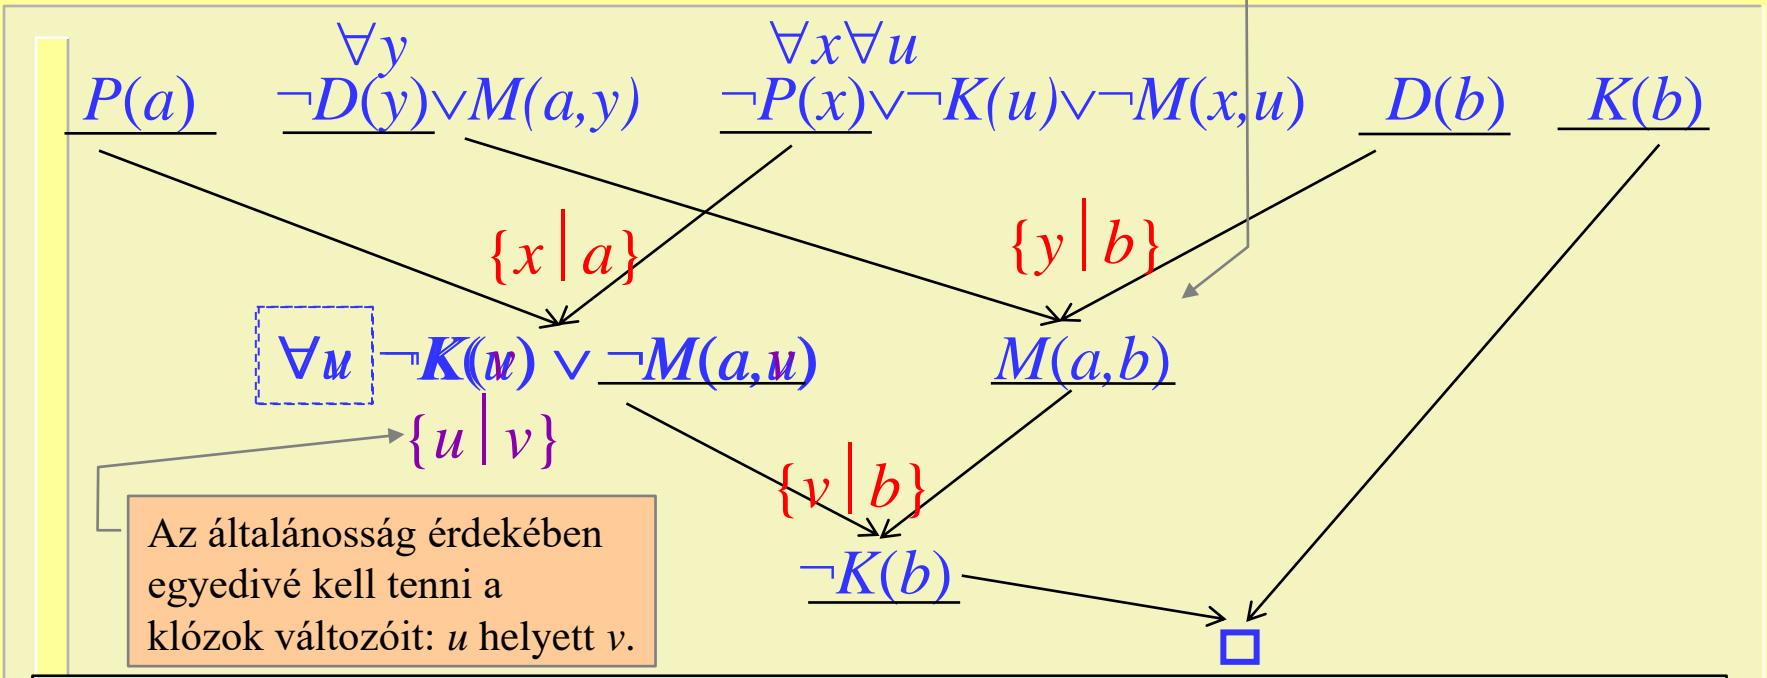 ∀y ∀x∀u
P(a) ¬D(y)∨M(a,y) ¬P(x)∨¬K(u)∨¬M(x,u) D(b) K(b)
{x|a} {y|b}
∀u ¬K(v) ∨ ¬M(a,v) M(a,b)
{u|v}
{v|b}
Az általánosság érdekében
egyedivé kell tenni a
klózok változóit: u helyett v.
¬K(b)
□